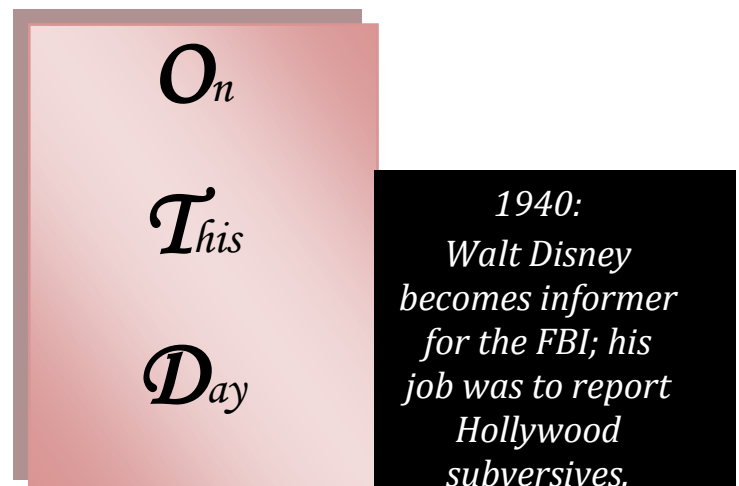 On
This
Day
1940:
Walt Disney
becomes informer
for the FBI; his
job was to report
Hollywood
subversives.